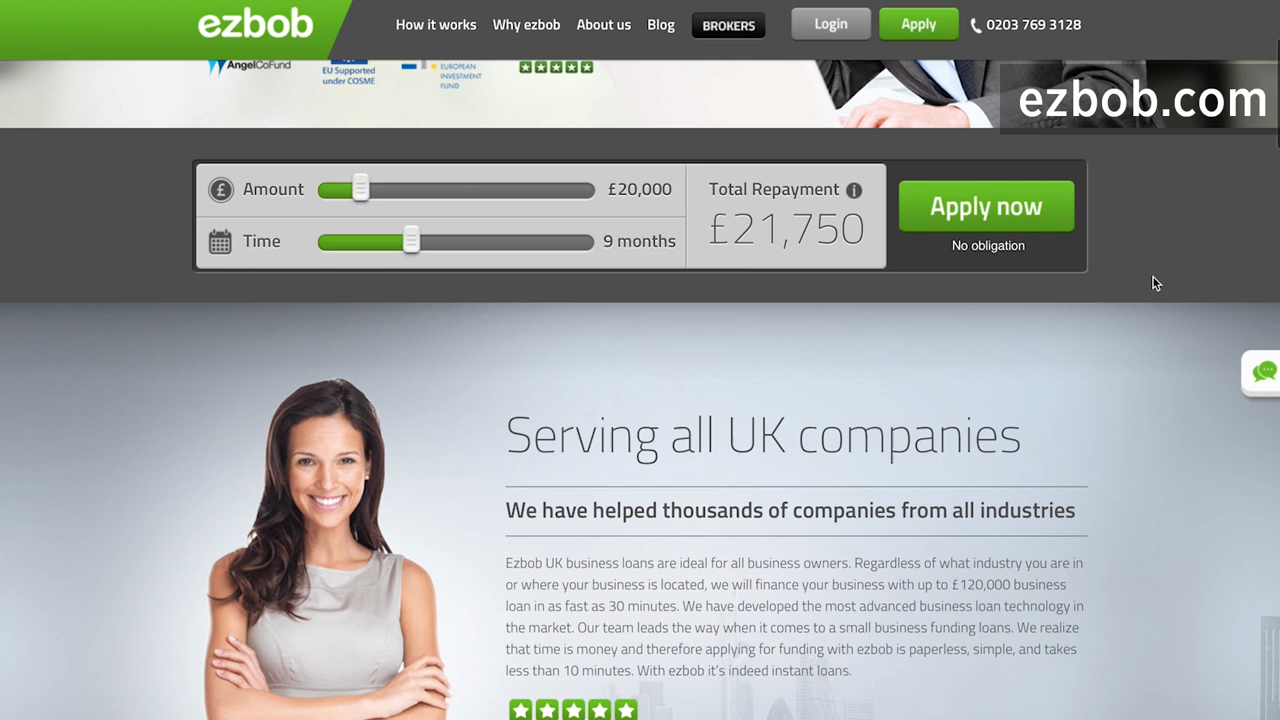 ezbob
How it works
Why ezbob
About us
Blog
BROKERS
Login
Apply
0203 769 3128
AngelCoFund
EU Supported
under COSME
EUROPEAN
INVESTMENT
FUND
ezbob.com
£
Amount
£20,000
Time
9 months
Total Repayment i
£21,750
Apply now
No obligation
Serving all UK companies
We have helped thousands of companies from all industries
Ezbob UK business loans are ideal for all business owners. Regardless of what industry you are in
or where your business is located, we will finance your business with up to £120,000 business
loan in as fast as 30 minutes. We have developed the most advanced business loan technology in
the market. Our team leads the way when it comes to a small business funding loans. We realize
that time is money and therefore applying for funding with ezbob is paperless, simple, and takes
less than 10 minutes. With ezbob it's indeed instant loans.